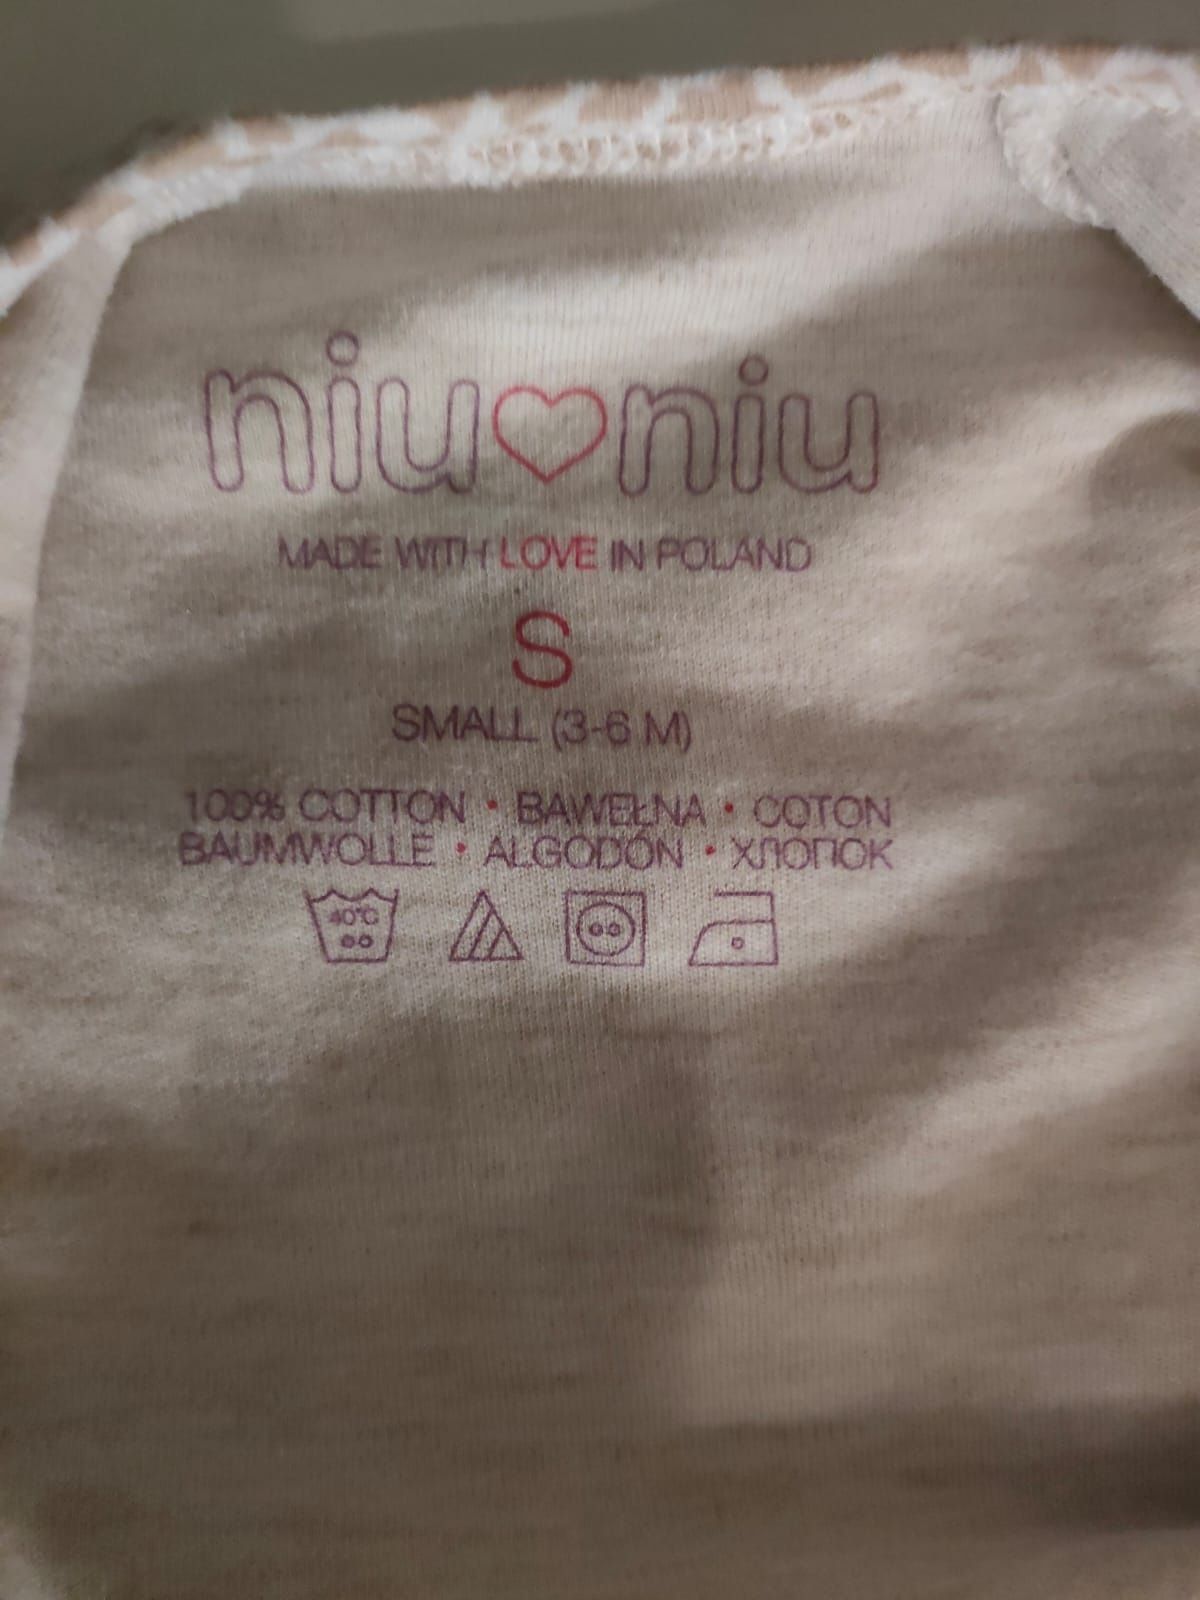 niu niu
MADE WITH LOVE IN POLAND
S
SMALL (3-6 M)
100% COTTON • BAWEŁNA • COTON
BAUMWOLLE • ALGODÓN • ХЛОПОК
40°C